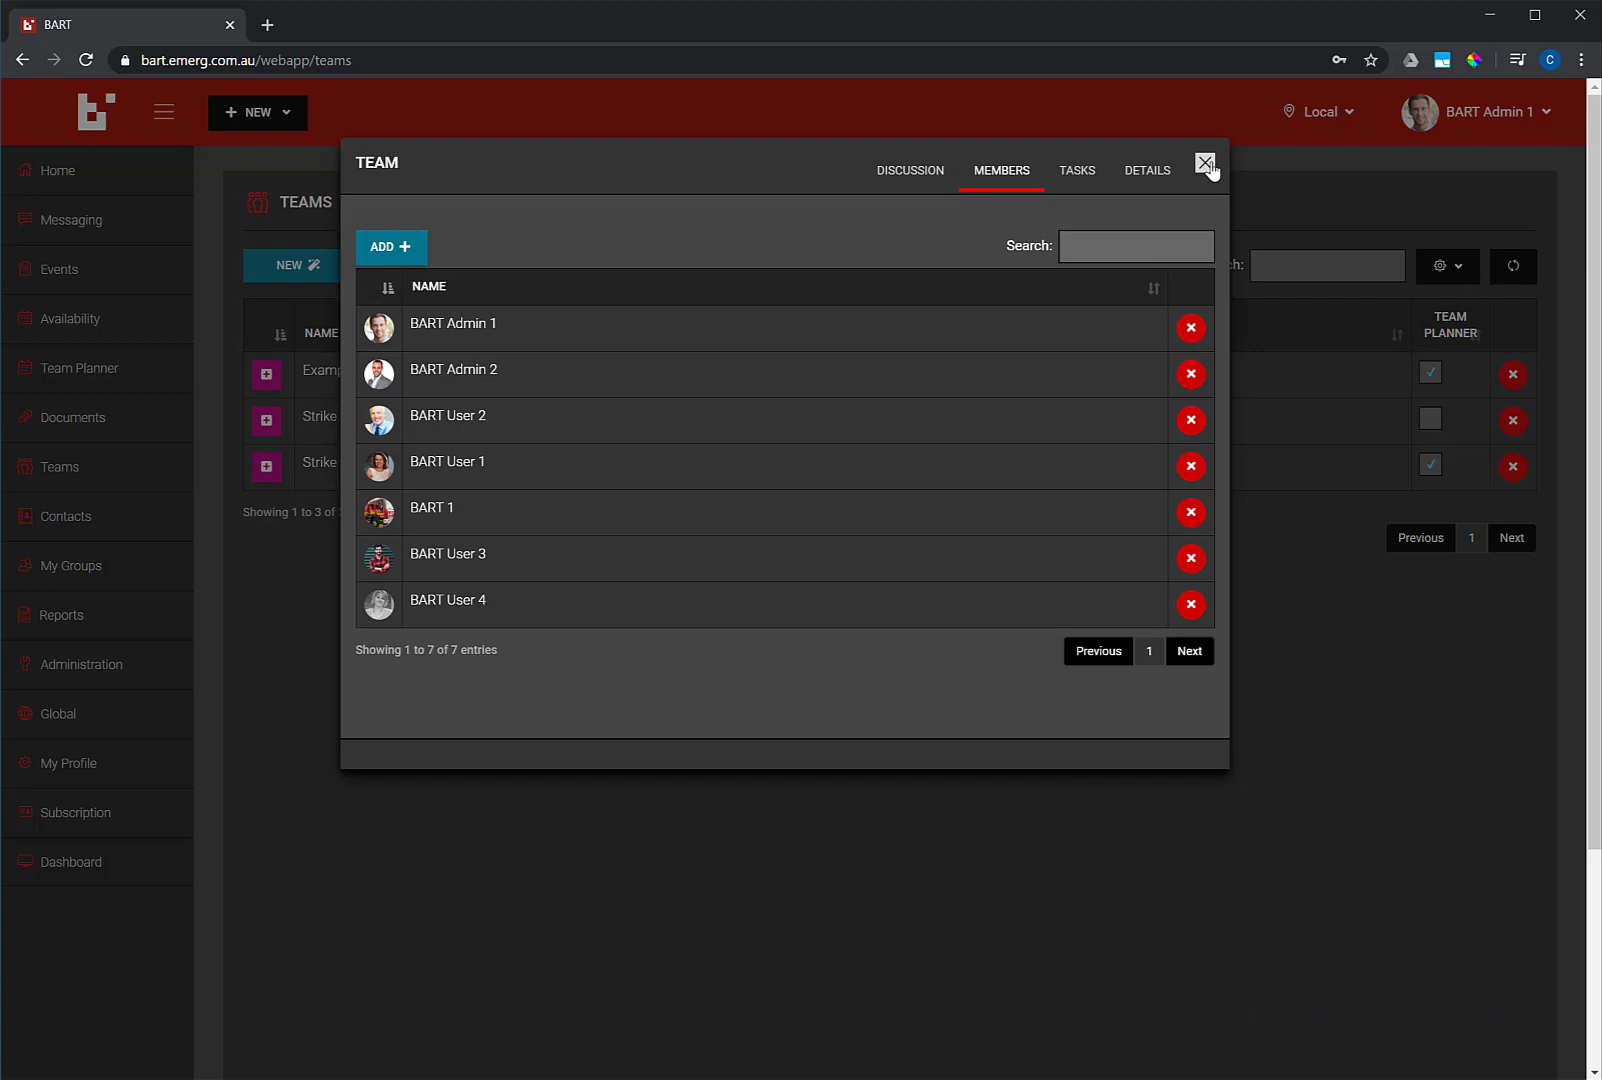 BART
bart.emerg.com.au/webapp/teams
C
NEW
Local
BART Admin 1
Home
Messaging
Events
Availability
Team Planner
Documents
Teams
Contacts
My Groups
Reports
Administration
Global
My Profile
Subscription
Dashboard
TEAMS
NEW
h:
NAME
TEAM PLANNER
Examp
Strike
Strike
Showing 1 to 3 of
Previous 1 Next
TEAM
DISCUSSION MEMBERS TASKS DETAILS
ADD
Search:
NAME
BART Admin 1
BART Admin 2
BART User 2
BART User 1
BART 1
BART User 3
BART User 4
Showing 1 to 7 of 7 entries
Previous 1 Next